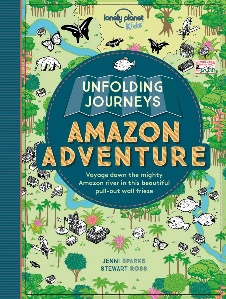 lonely planet
Kids
UNFOLDING
JOURNEYS
AMAZON
ADVENTURE
Voyage down the mighty
Amazon river in this beautiful
pull-out wall frieze
JENNI SPARKS
STEWART ROSS